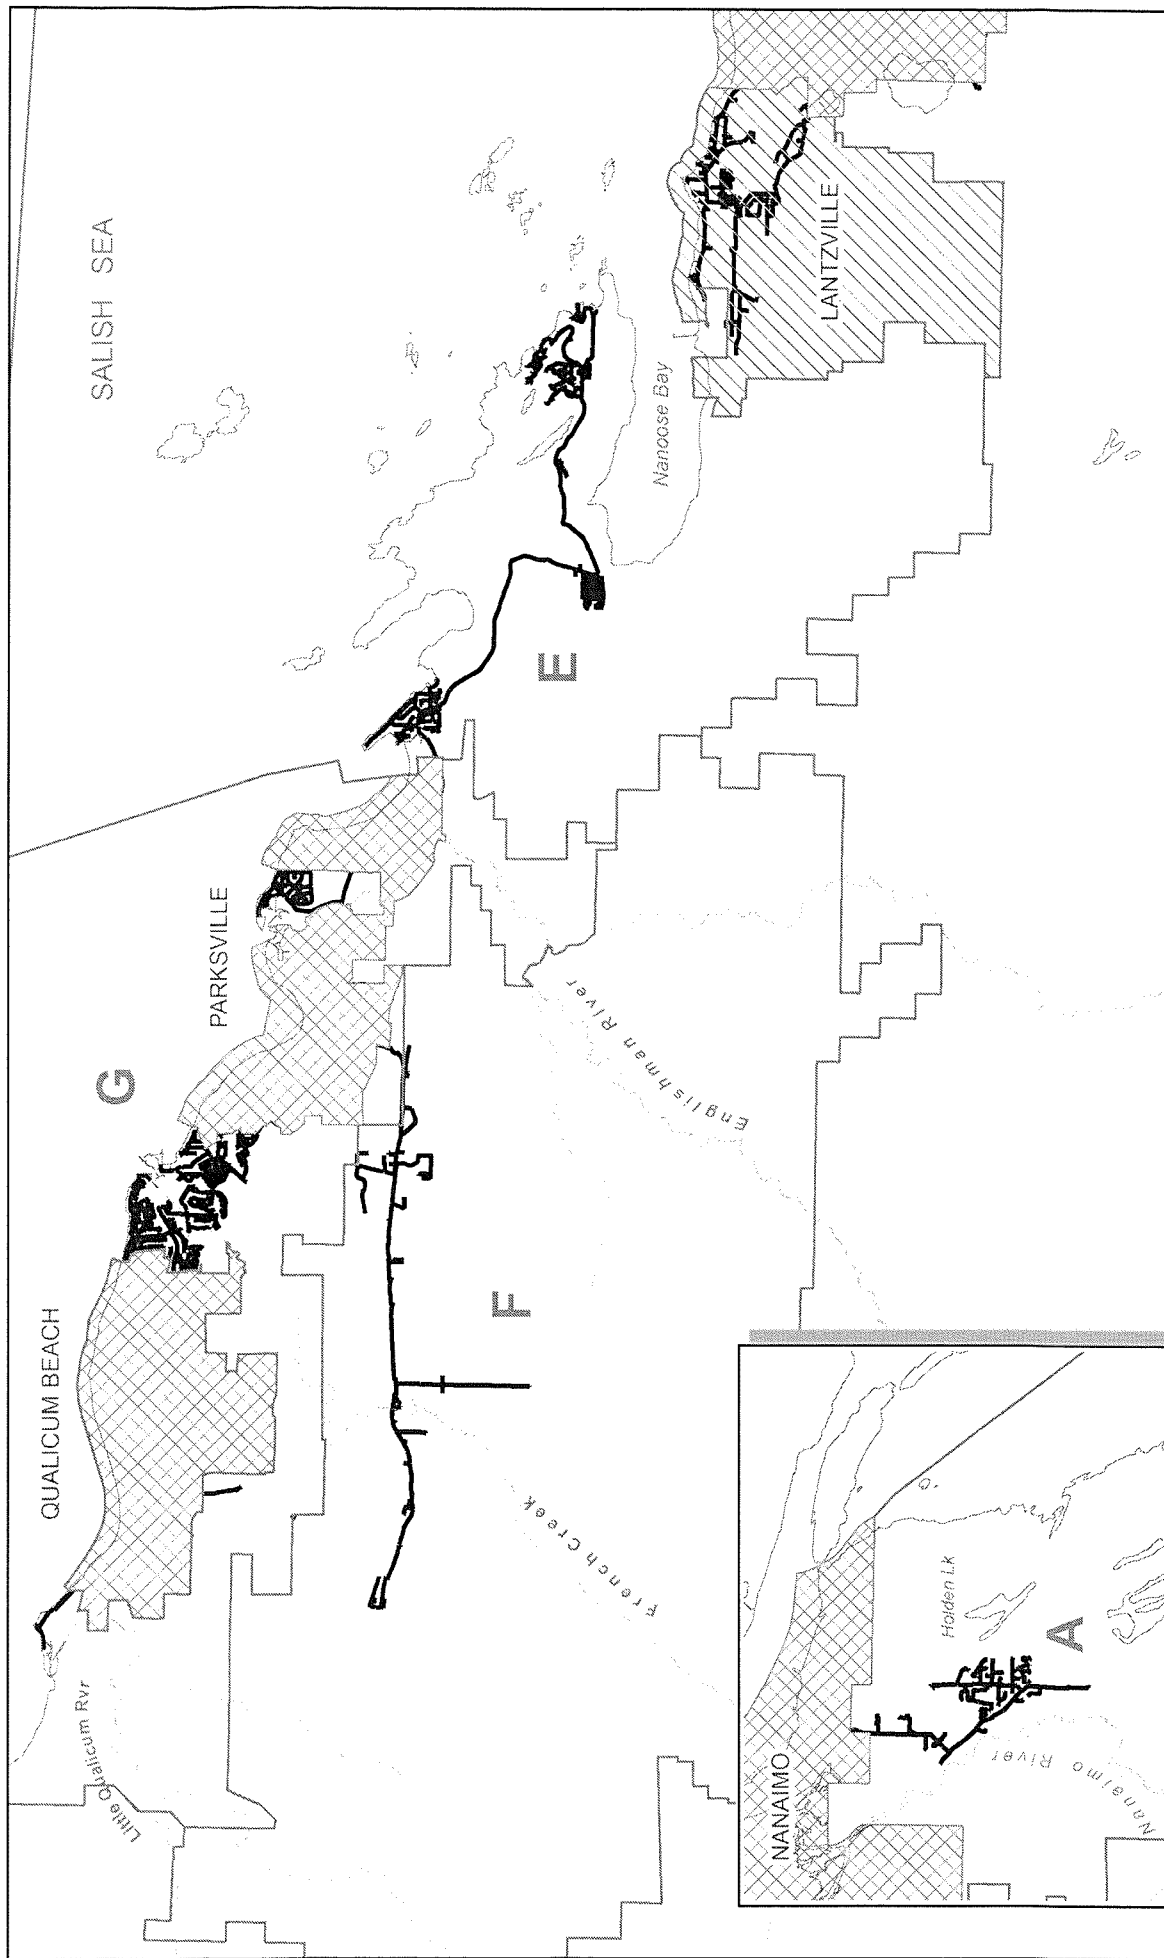 SALISH SEA
QUALICUM BEACH
G
PARKSVILLE
Little Qualicum Rvr
F
E
French Creek
Englishman River
Nanoose Bay
LANTZVILLE
NANAIMO
Holden Lk
A
Nanaimo River